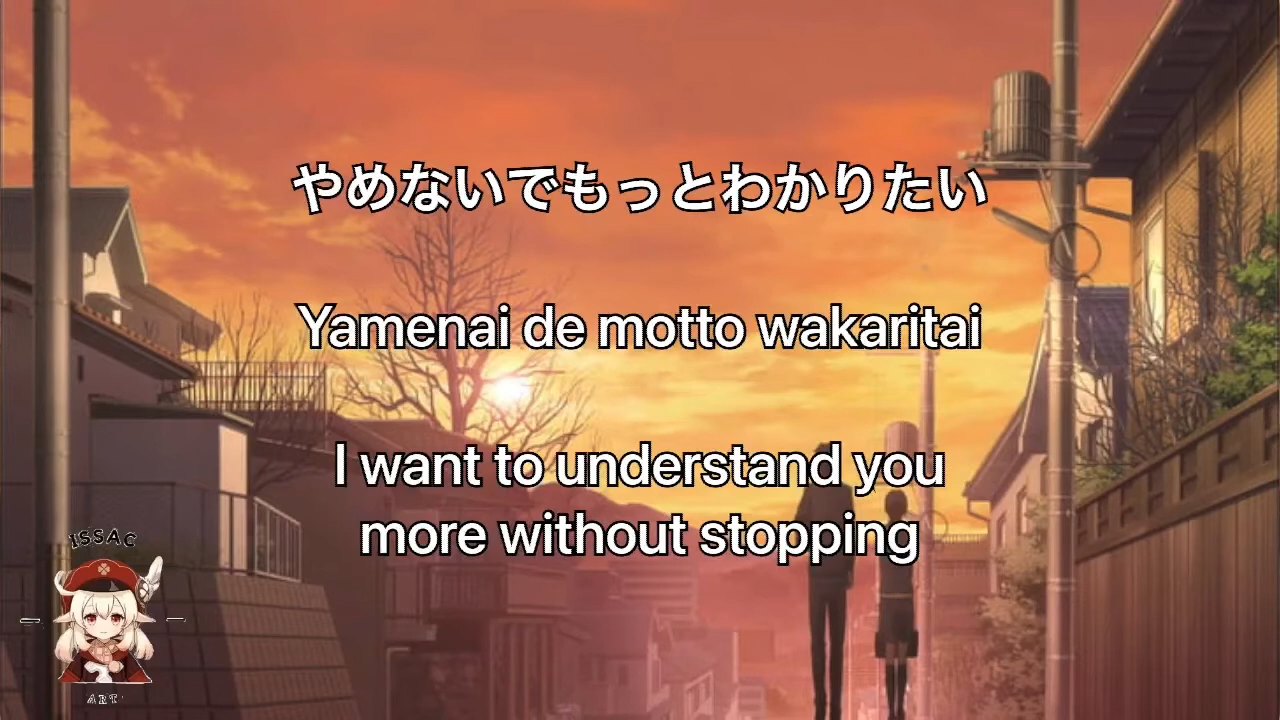 やめないでもっとわかりたい
Yamenai de motto wakaritai
I want to understand you
more without stopping
ISSAC
ART